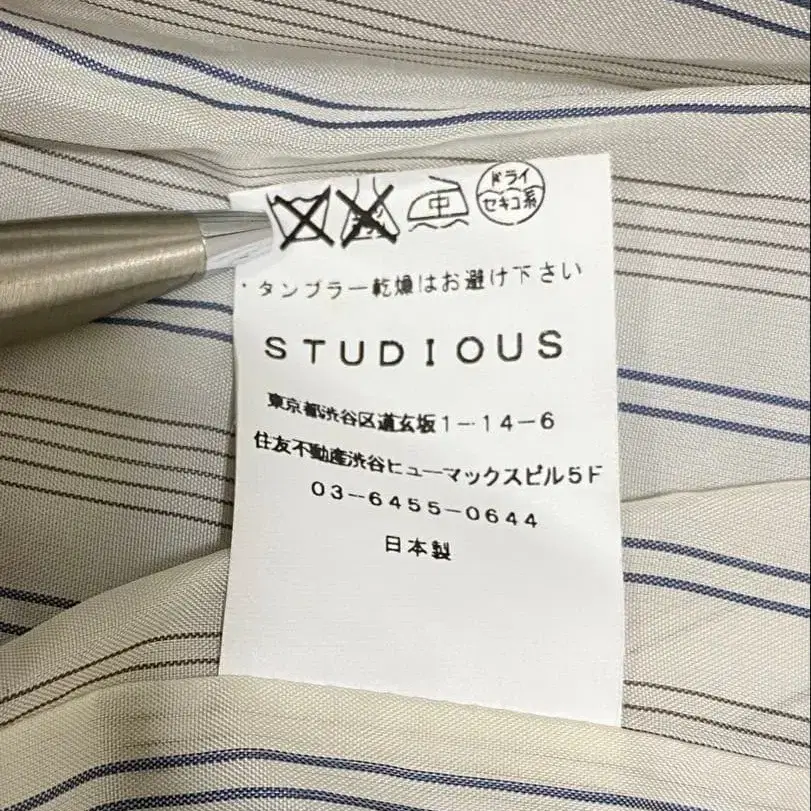 中
ドライ
セキユ系
・タンブラー乾燥はお避け下さい
STUDIOUS
東京都渋谷区道玄坂1-14-6
住友不動産渋谷ヒューマックスビル5F
03-6455-0644
日本製